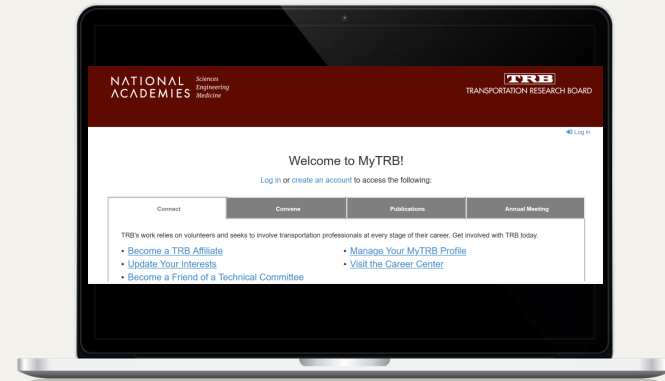 NATIONAL
ACADEMIES
Sciences
Engineering
Medicine
TRB
TRANSPORTATION RESEARCH BOARD
Log in
Welcome to MyTRB!
Log in or create an account to access the following:
Connect Convene Publications Annual Meeting
TRB's work relies on volunteers and seeks to involve transportation professionals at every stage of their career. Get involved with TRB today.
• Become a TRB Affiliate
• Update Your Interests
• Become a Friend of a Technical Committee
• Manage Your MyTRB Profile
• Visit the Career Center